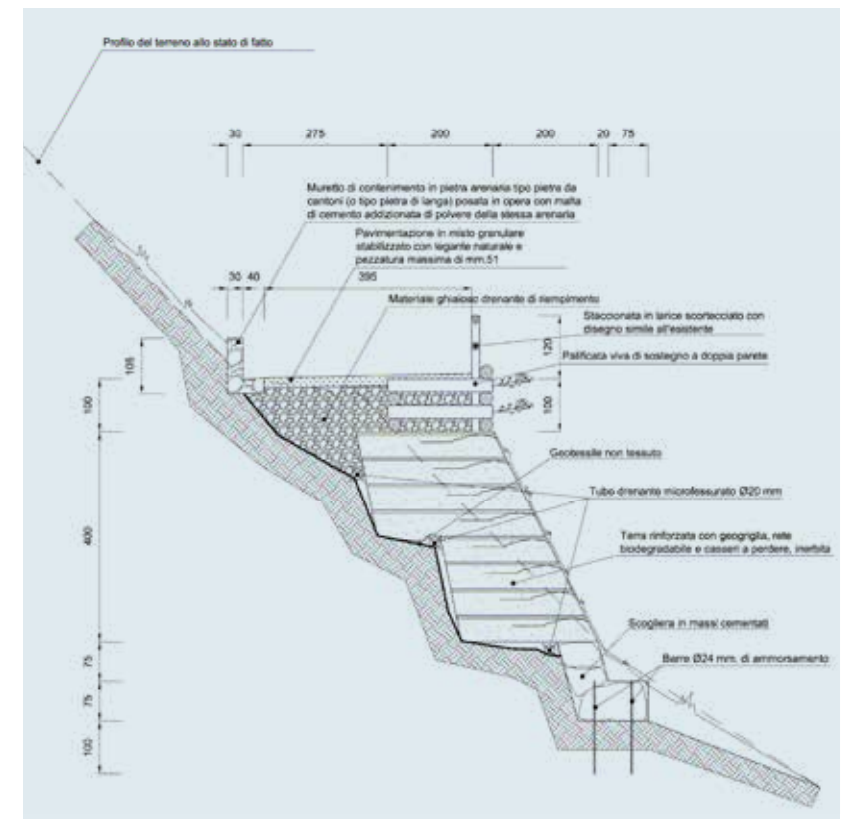 Profilo del terreno allo stato di fatto
30 275 200 200 20 75
Muretto di contenimento in pietra arenaria tipo pietra da
cantoni (o tipo pietra di langa) posata in opera con malta
di cemento addizionata di polvere della stessa arenaria
Pavimentazione in misto granulare
stabilizzato con legante naturale e
pezzatura massima di mm.51
30 40 395
Materiale ghiaioso drenante di riempimento
Staccionata in larice scortecciato con
disegno simile all'esistente
120
Palificata viva di sostegno a doppia parete
105
100
100
Geotessile non tessuto
Tubo drenante microfessurato Ø20 mm
400
Terra rinforzata con geogriglia, rete
biodegradabile e casseri a perdere, inerbita
Scogliera in massi cementati
Barre Ø24 mm. di ammorsamento
75
75
100